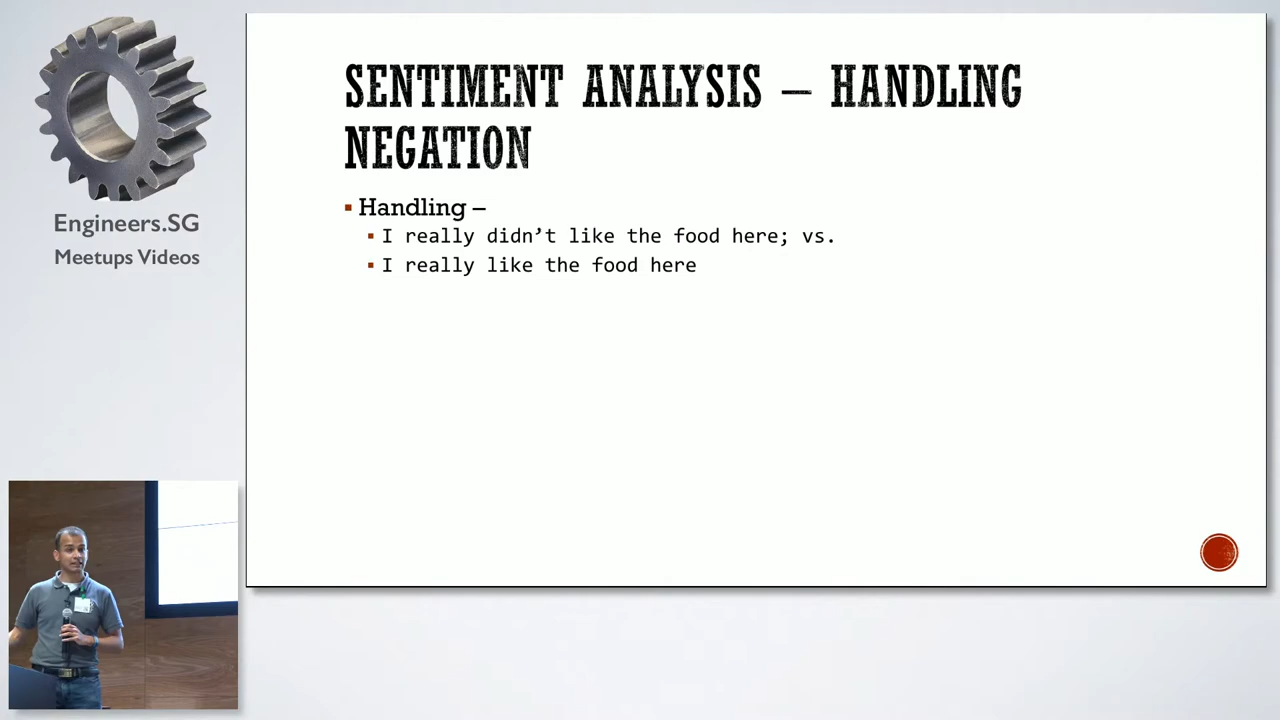 Engineers.SG
Meetups Videos
SENTIMENT ANALYSIS – HANDLING
NEGATION
Handling –
I really didn’t like the food here; vs.
I really like the food here